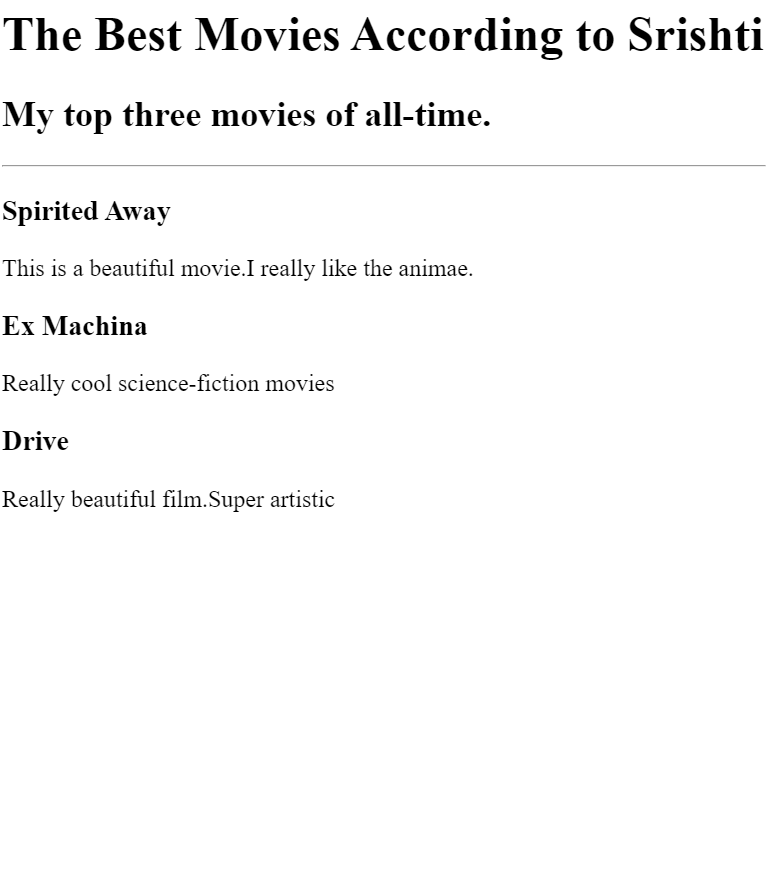 The Best Movies According to Srishti
My top three movies of all-time.
Spirited Away
This is a beautiful movie.I really like the animae.
Ex Machina
Really cool science-fiction movies
Drive
Really beautiful film.Super artistic